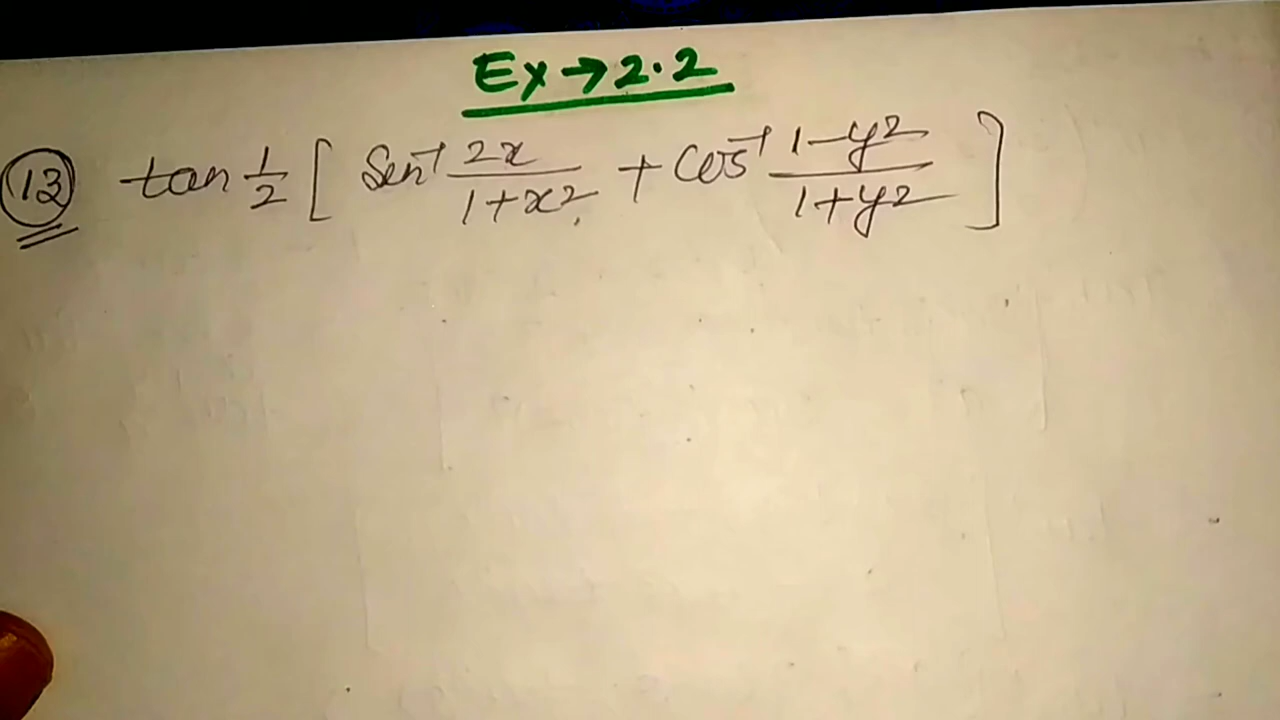 Ex → 2.2
13 tan 1/2 [ Sin⁻¹ 2x/1+x² + Cos⁻¹ 1-y²/1+y² ]